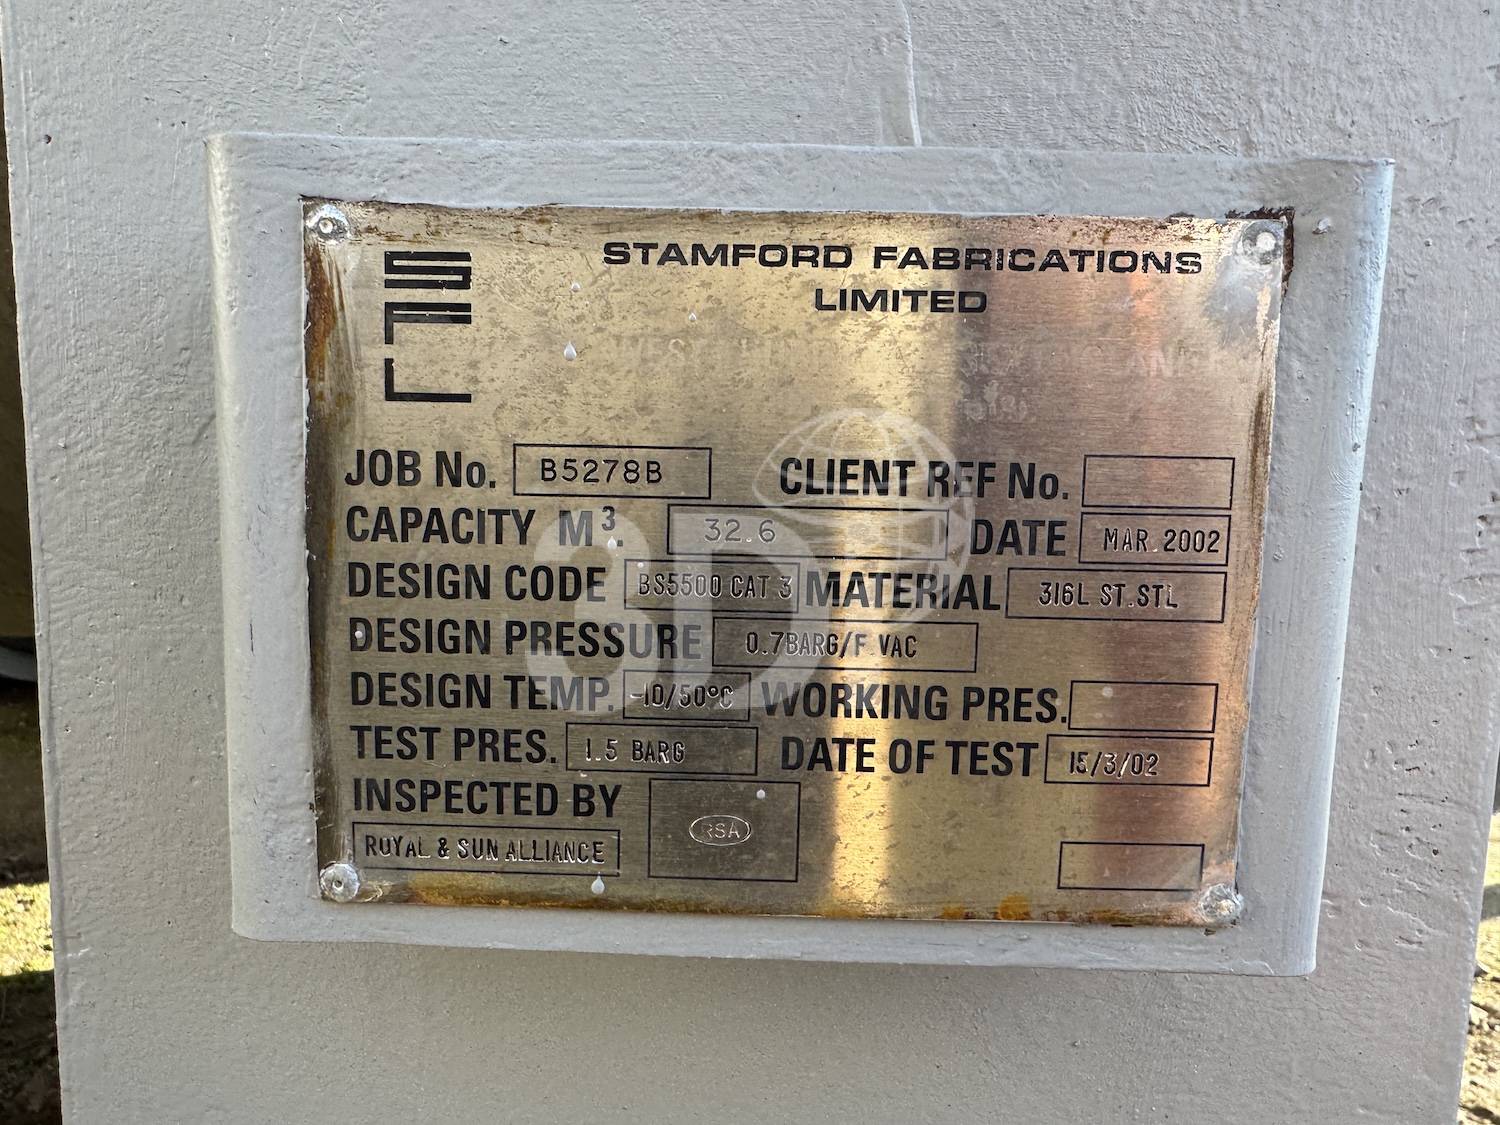 SFL
STAMFORD FABRICATIONS
LIMITED
JOB No. B5278B CLIENT REF No.
CAPACITY M³. 32.6 DATE MAR. 2002
DESIGN CODE BS5500 CAT 3 MATERIAL 316L ST.STL
DESIGN PRESSURE 0.7BARG/F.VAC
DESIGN TEMP. -10/50°C WORKING PRES.
TEST PRES. 1.5 BARG DATE OF TEST 15/3/02
INSPECTED BY
RSA
ROYAL & SUN ALLIANCE
3D